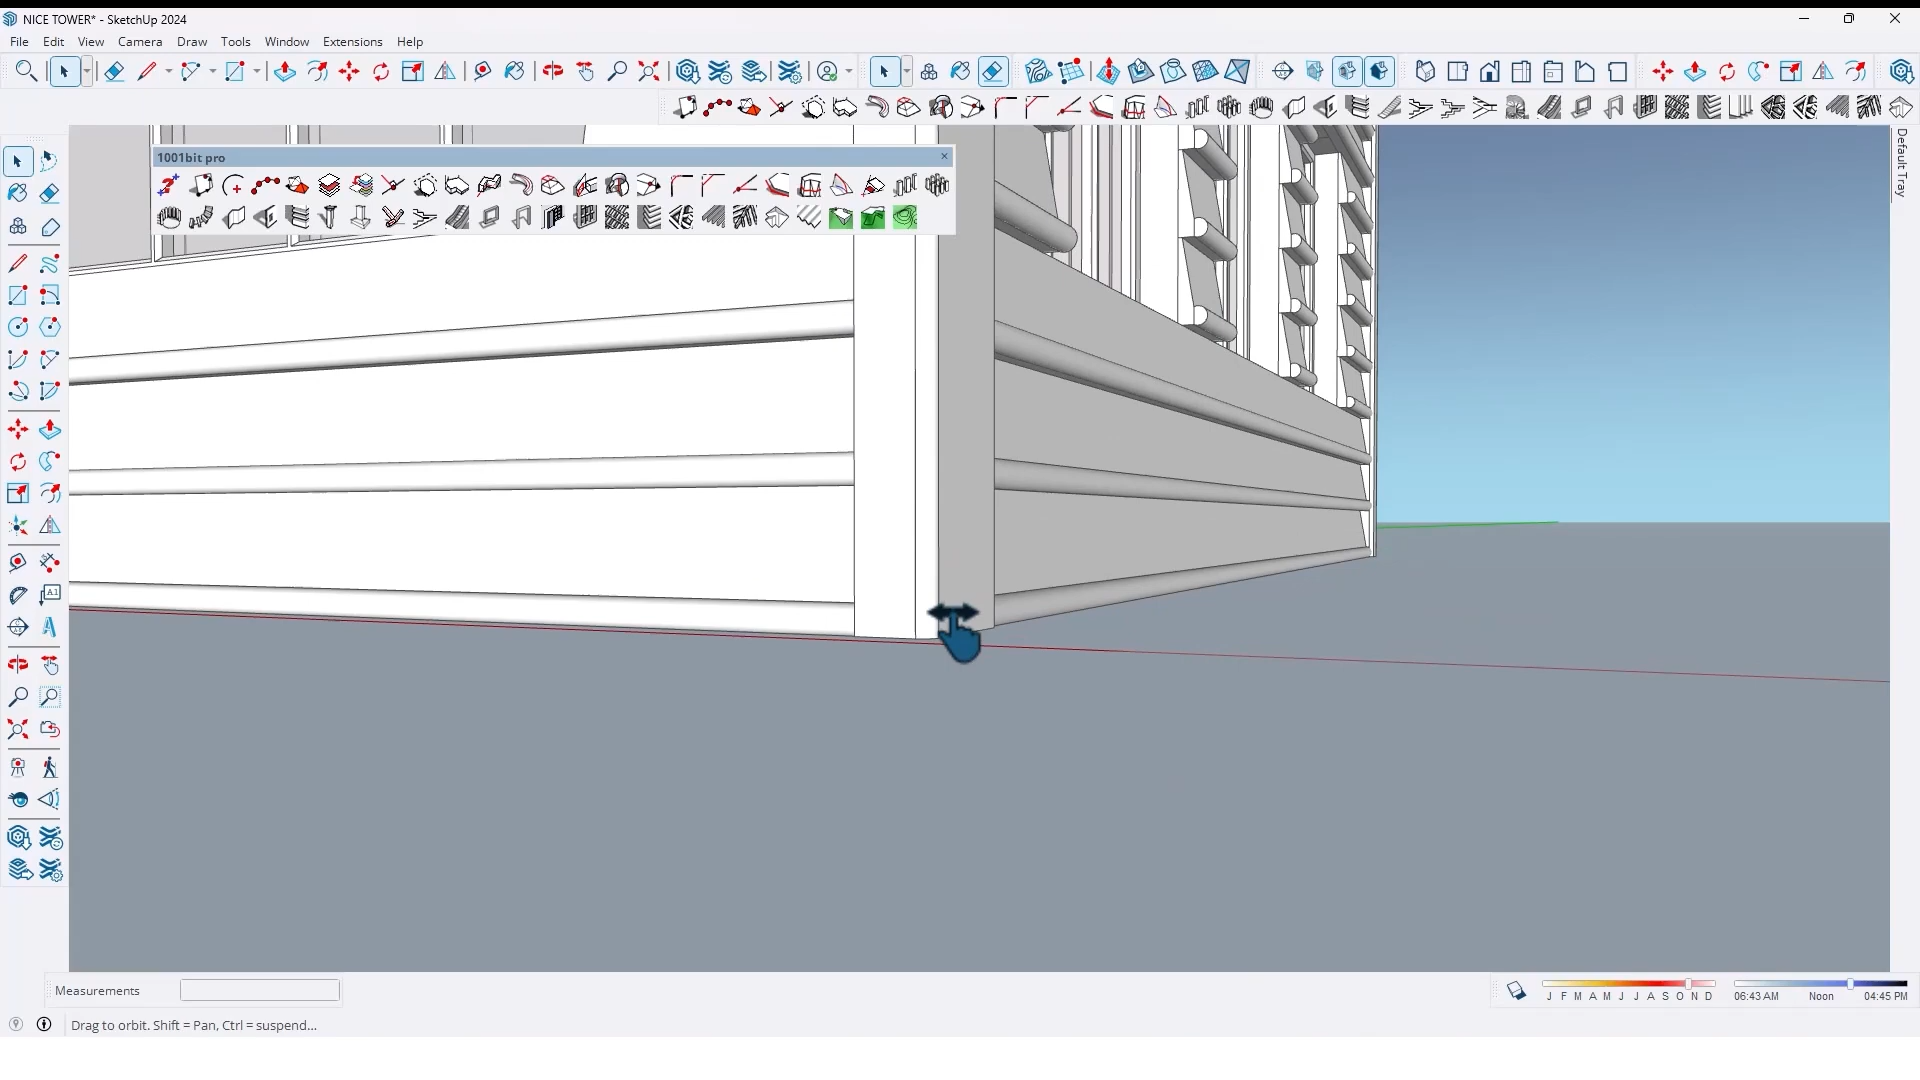 NICE TOWER* - SketchUp 2024
File Edit View Camera Draw Tools Window Extensions Help
1001bit pro
Default Tray
A1
Measurements
J F M A M J J A S O N D
06:43 AM Noon 04:45 PM
Drag to orbit. Shift = Pan, Ctrl = suspend...